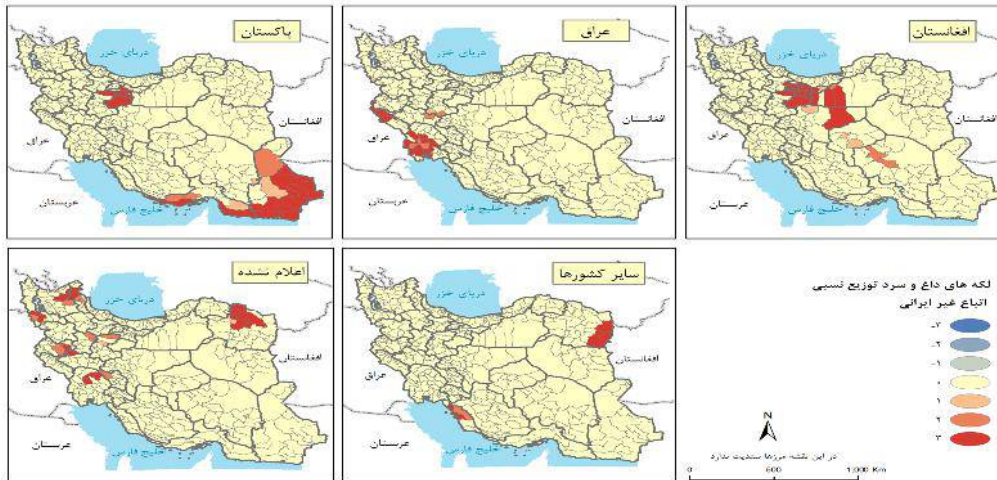 افغانستان
دریای خزر
افغانستان
عراق
عربستان
خلیج فارس
عراق
دریای خزر
افغانستان
عراق
عربستان
خلیج فارس
پاکستان
دریای خزر
افغانستان
عراق
عربستان
خلیج فارس
سایر کشورها
دریای خزر
افغانستان
عراق
عربستان
خلیج فارس
اعلام نشده
دریای خزر
افغانستان
عراق
عربستان
خلیج فارس
لکه های داغ و سرد توزیع نسبی
اتباع غیر ایرانی
-۳
-۲
-۱
۰
۱
۲
۳
N
در این نقشه مرزها سندیت ندارد
0 600 1,000 Km